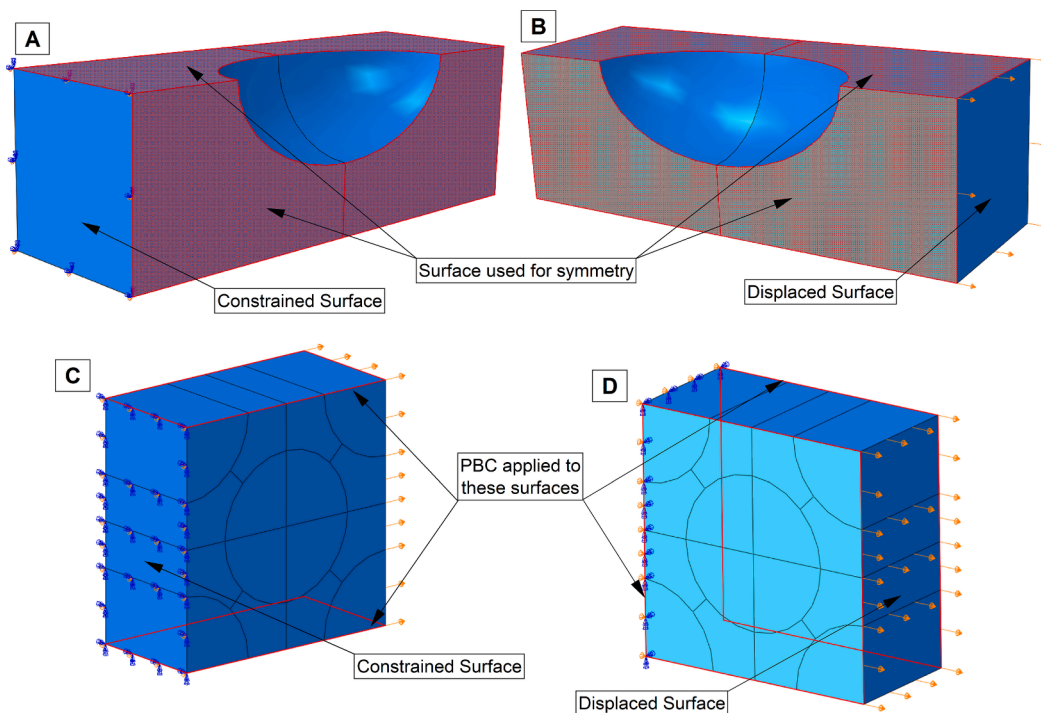 A
B
Surface used for symmetry
Constrained Surface
Displaced Surface
C
D
PBC applied to
these surfaces
Constrained Surface
Displaced Surface